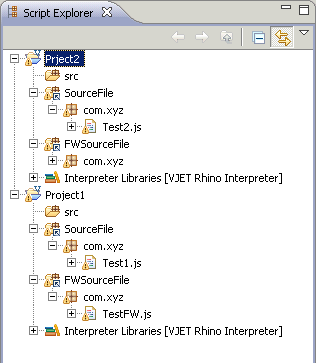 Script Explorer
Prject2
src
SourceFile
com.xyz
Test2.js
FWSourceFile
com.xyz
Interpreter Libraries [VJET Rhino Interpreter]
Project1
src
SourceFile
com.xyz
Test1.js
FWSourceFile
com.xyz
TestFW.js
Interpreter Libraries [VJET Rhino Interpreter]